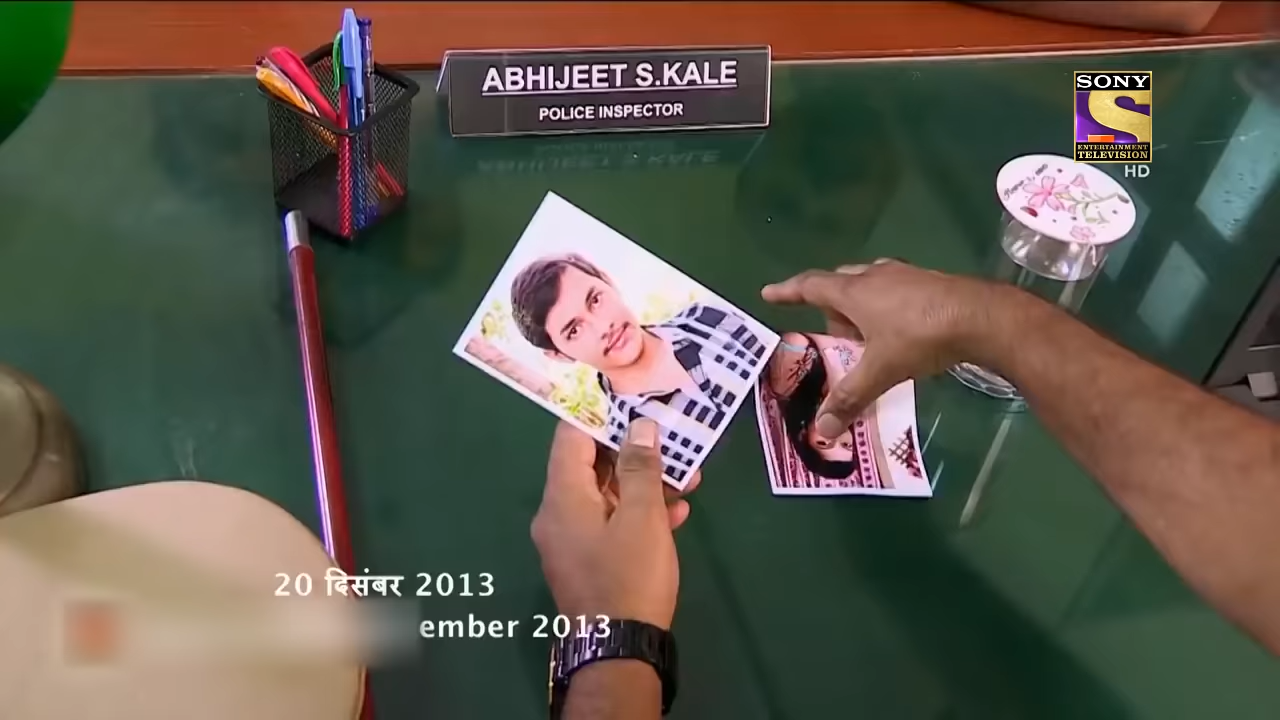 ABHIJEET S.KALE
POLICE INSPECTOR
SONY
ENTERTAINMENT
TELEVISION
HD
20 दिसंबर 2013
ember 2013